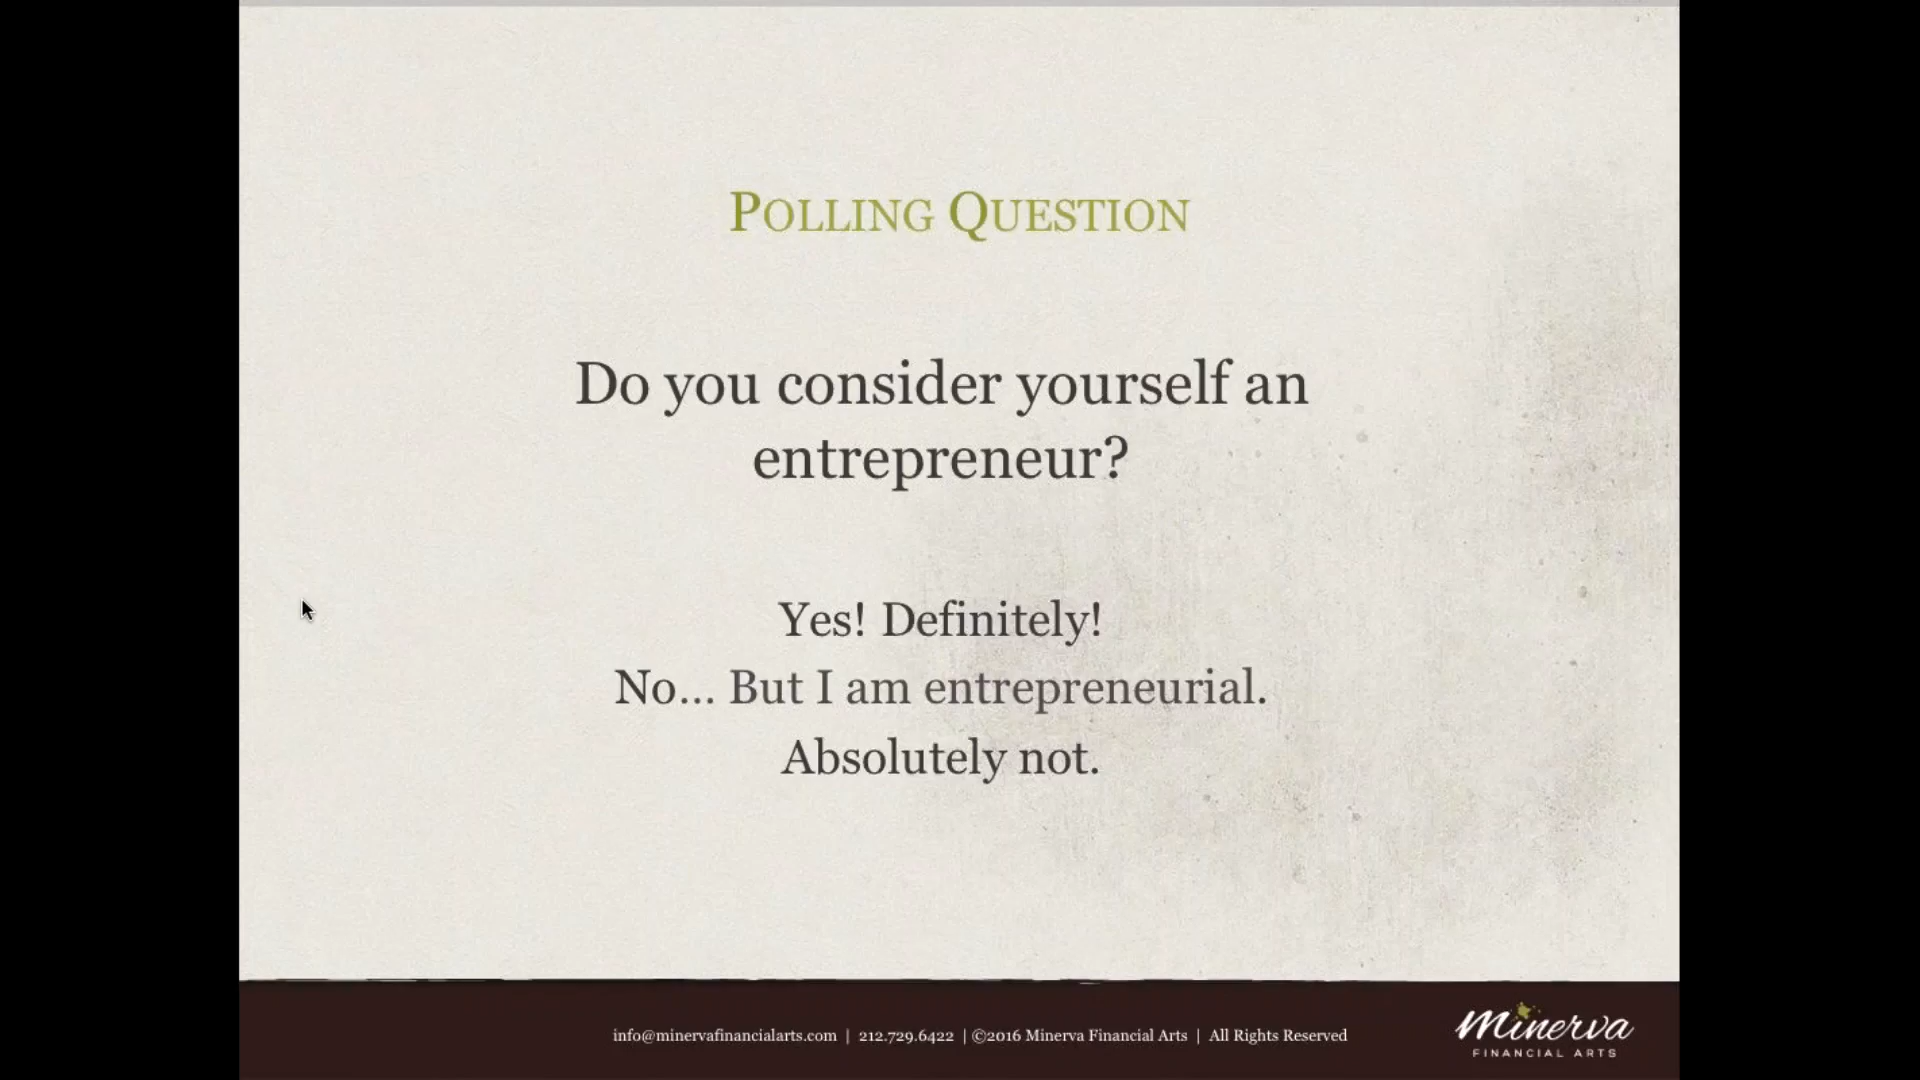 Polling Question
Do you consider yourself an
entrepreneur?
Yes! Definitely!
No... But I am entrepreneurial.
Absolutely not.
info@minervafinancialarts.com | 212.729.6422 | ©2016 Minerva Financial Arts | All Rights Reserved
Minerva
FINANCIAL ARTS